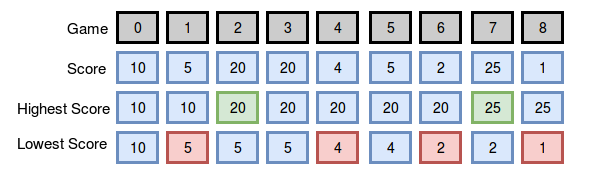 Game 0 1 2 3 4 5 6 7 8
Score 10 5 20 20 4 5 2 25 1
Highest Score 10 10 20 20 20 20 20 25 25
Lowest Score 10 5 5 5 4 4 2 2 1